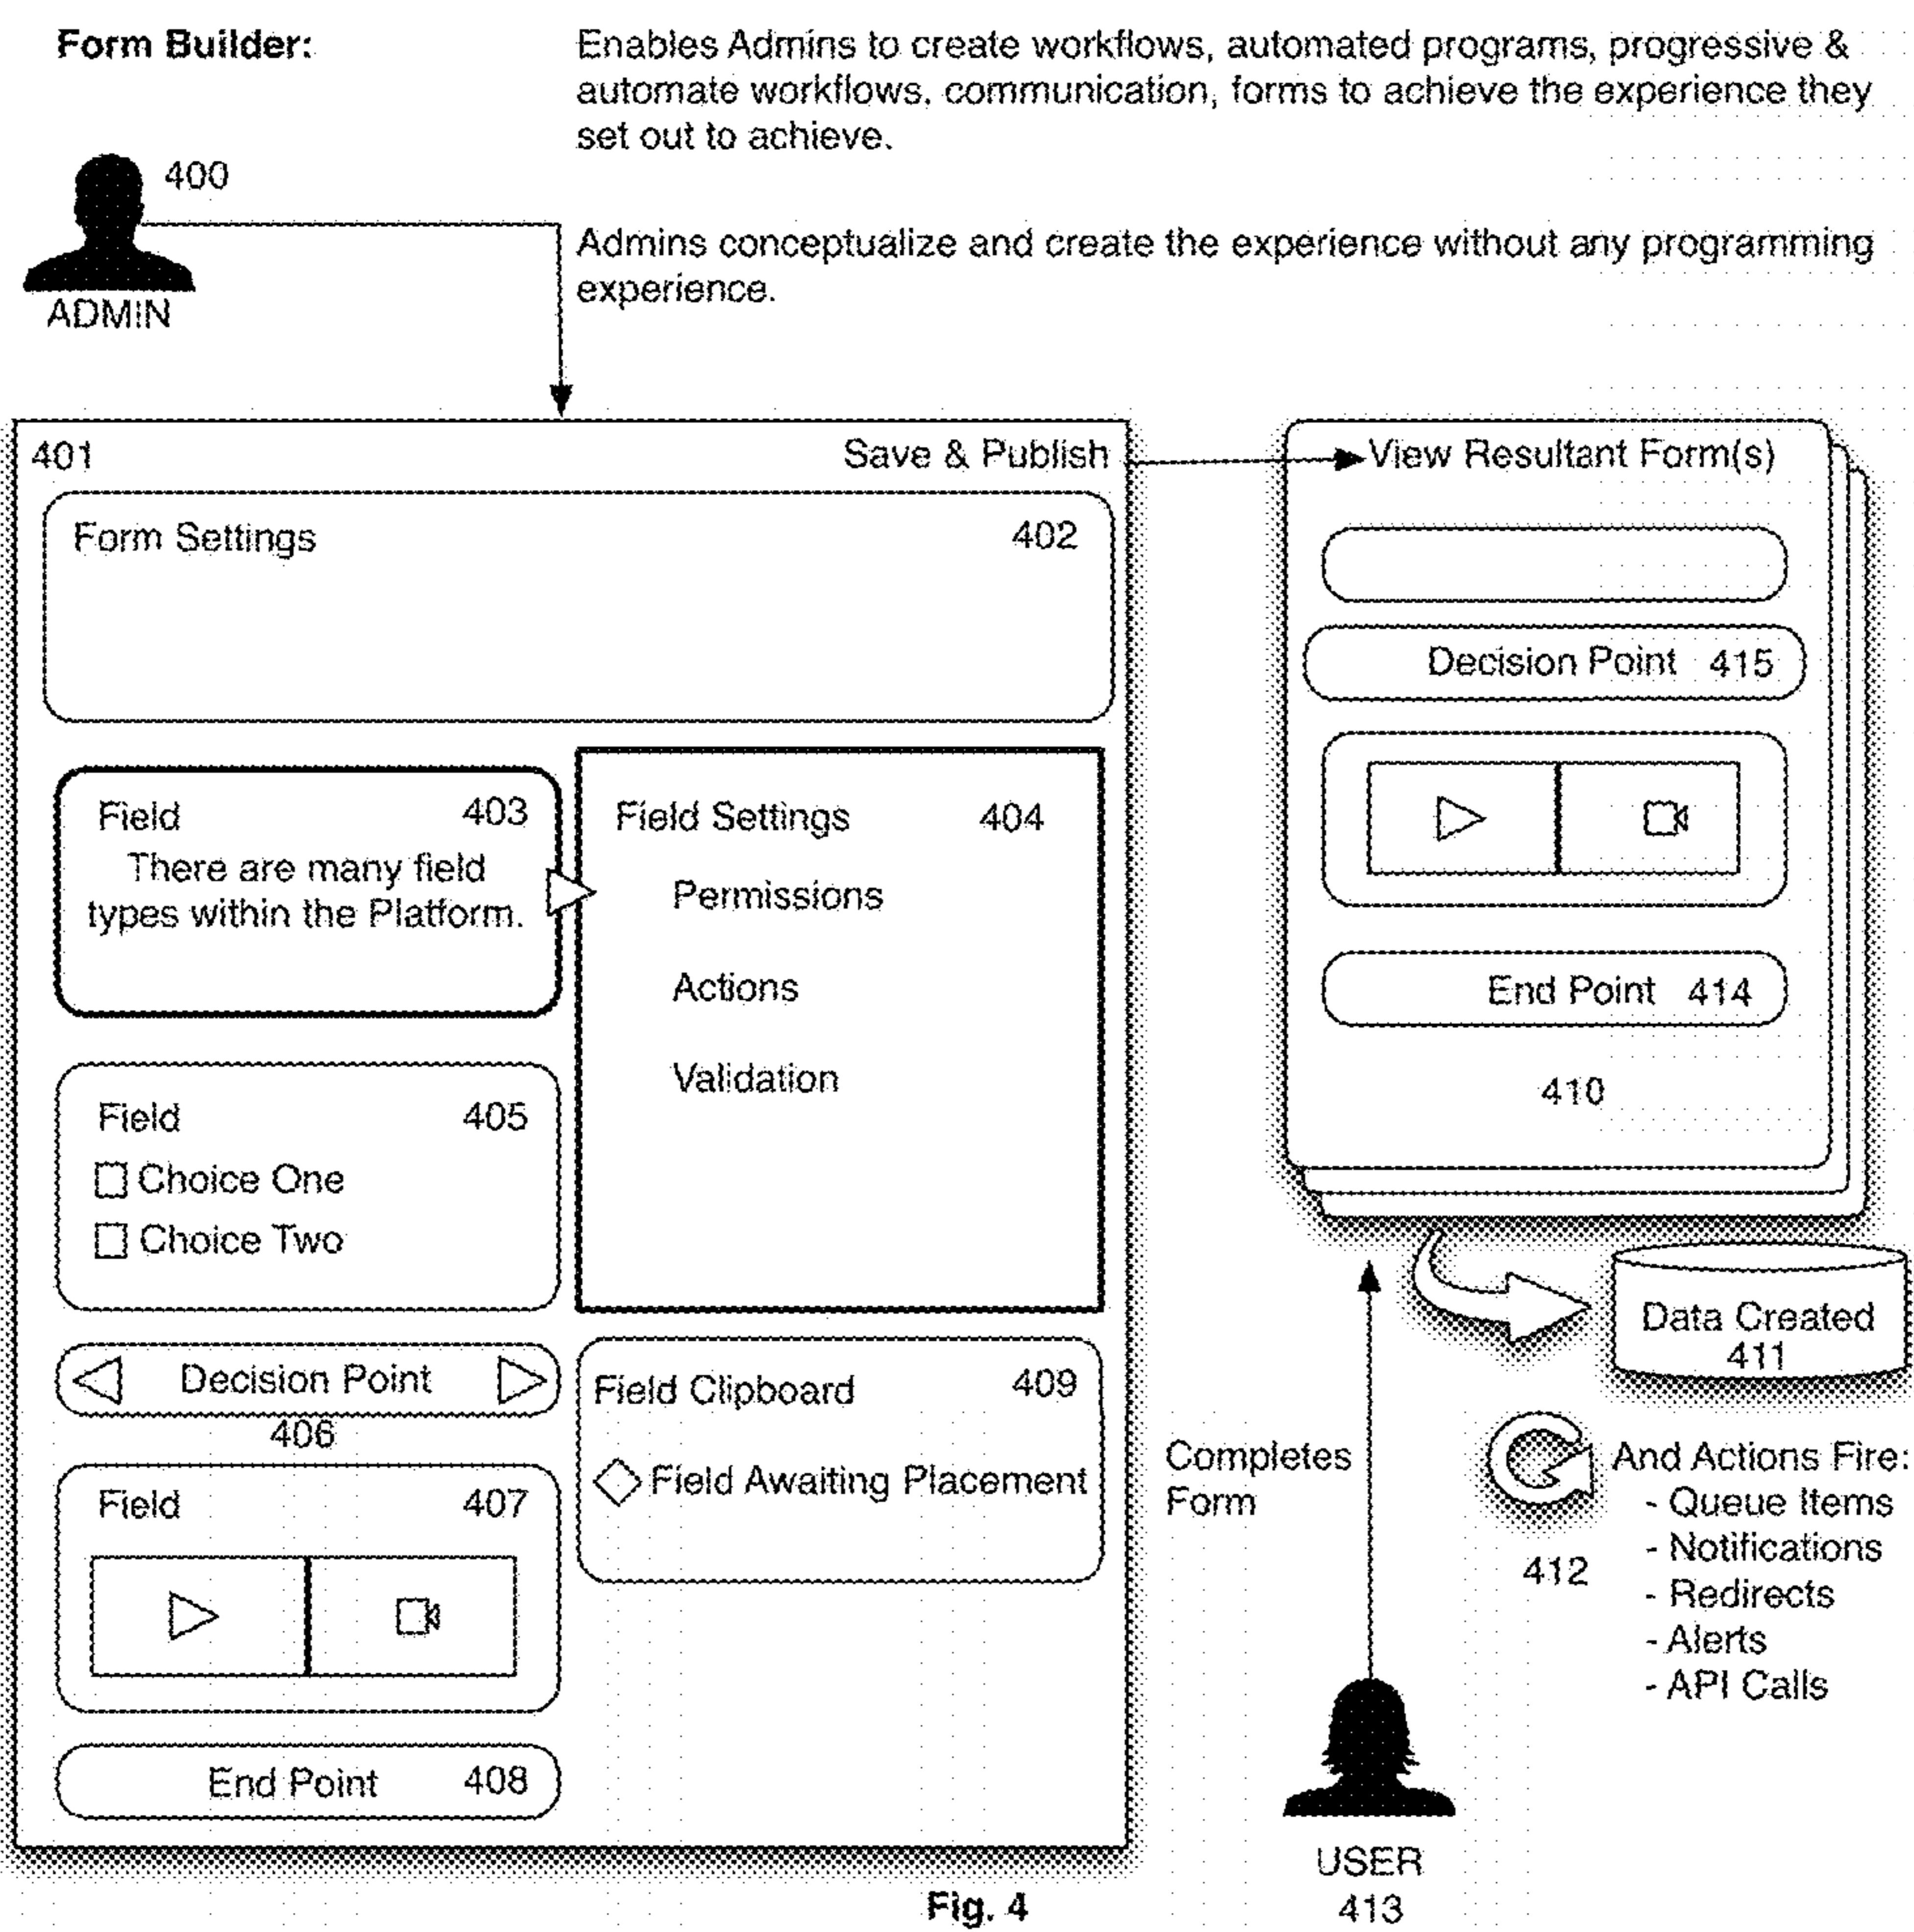 Form Builder:
Enables Admins to create workflows, automated programs, progressive &
automate workflows, communication, forms to achieve the experience they
set out to achieve.
400
ADMIN
Admins conceptualize and create the experience without any programming
experience.
401
Save & Publish
Form Settings
402
Field
403
There are many field
types within the Platform.
Field Settings
404
Permissions
Actions
Validation
Field
405
Choice One
Choice Two
Decision Point
406
Field Clipboard
409
Field Awaiting Placement
Field
407
End Point
408
View Resultant Form(s)
Decision Point
415
End Point
414
410
Data Created
411
Completes
Form
412
And Actions Fire:
- Queue Items
- Notifications
- Redirects
- Alerts
- API Calls
USER
413
Fig. 4